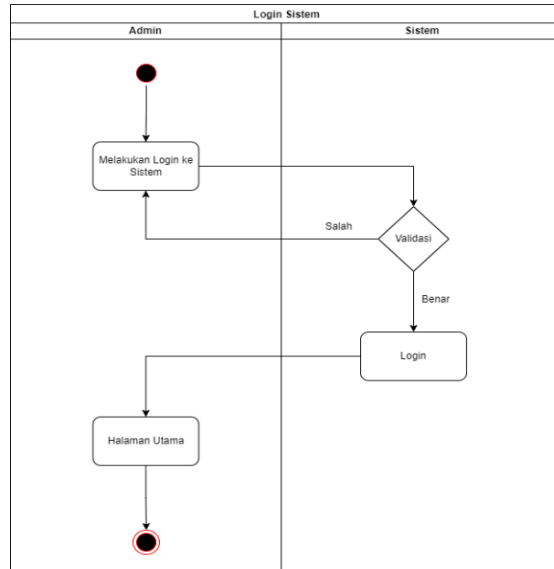 Login Sistem
Admin
Sistem
Melakukan Login ke
Sistem
Salah
Validasi
Benar
Login
Halaman Utama